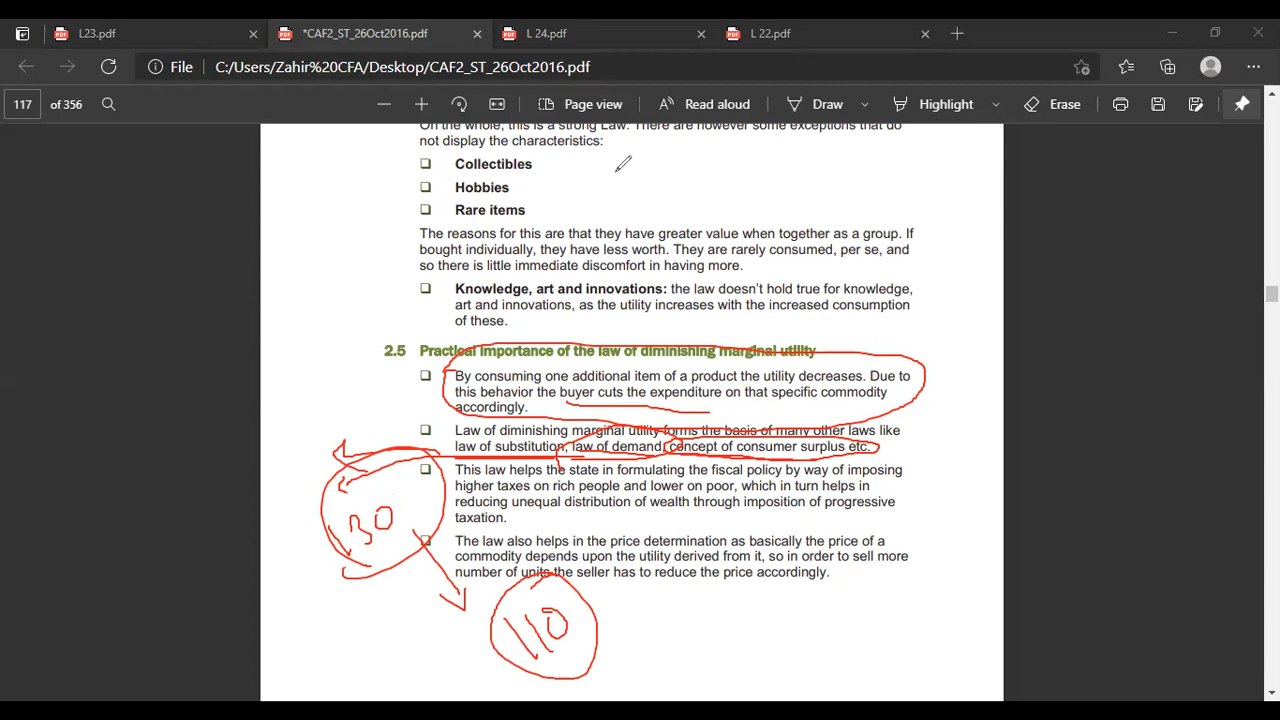 L23.pdf
*CAF2_ST_26Oct2016.pdf
L 24.pdf
L 22.pdf
File
C:/Users/Zahir%20CFA/Desktop/CAF2_ST_26Oct2016.pdf
117 of 356
Page view
Read aloud
Draw
Highlight
Erase
On the whole, this is a strong Law. There are however some exceptions that do
not display the characteristics:
Collectibles
Hobbies
Rare items
The reasons for this are that they have greater value when together as a group. If
bought individually, they have less worth. They are rarely consumed, per se, and
so there is little immediate discomfort in having more.
Knowledge, art and innovations: the law doesn't hold true for knowledge,
art and innovations, as the utility increases with the increased consumption
of these.
2.5 Practical importance of the law of diminishing marginal utility
By consuming one additional item of a product the utility decreases. Due to
this behavior the buyer cuts the expenditure on that specific commodity
accordingly.
Law of diminishing marginal utility forms the basis of many other laws like
law of substitution, law of demand, concept of consumer surplus etc.
This law helps the state in formulating the fiscal policy by way of imposing
higher taxes on rich people and lower on poor, which in turn helps in
reducing unequal distribution of wealth through imposition of progressive
taxation.
30
The law also helps in the price determination as basically the price of a
commodity depends upon the utility derived from it, so in order to sell more
number of units the seller has to reduce the price accordingly.
110